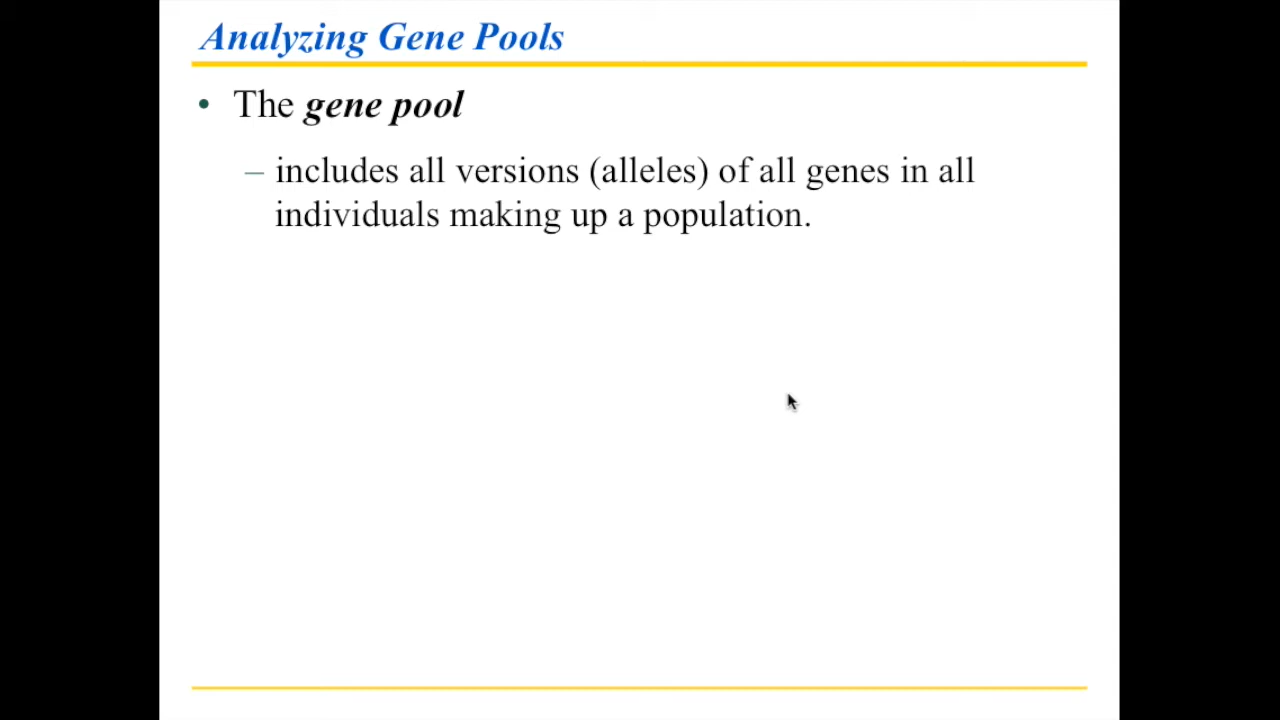 Analyzing Gene Pools
• The gene pool
– includes all versions (alleles) of all genes in all
individuals making up a population.